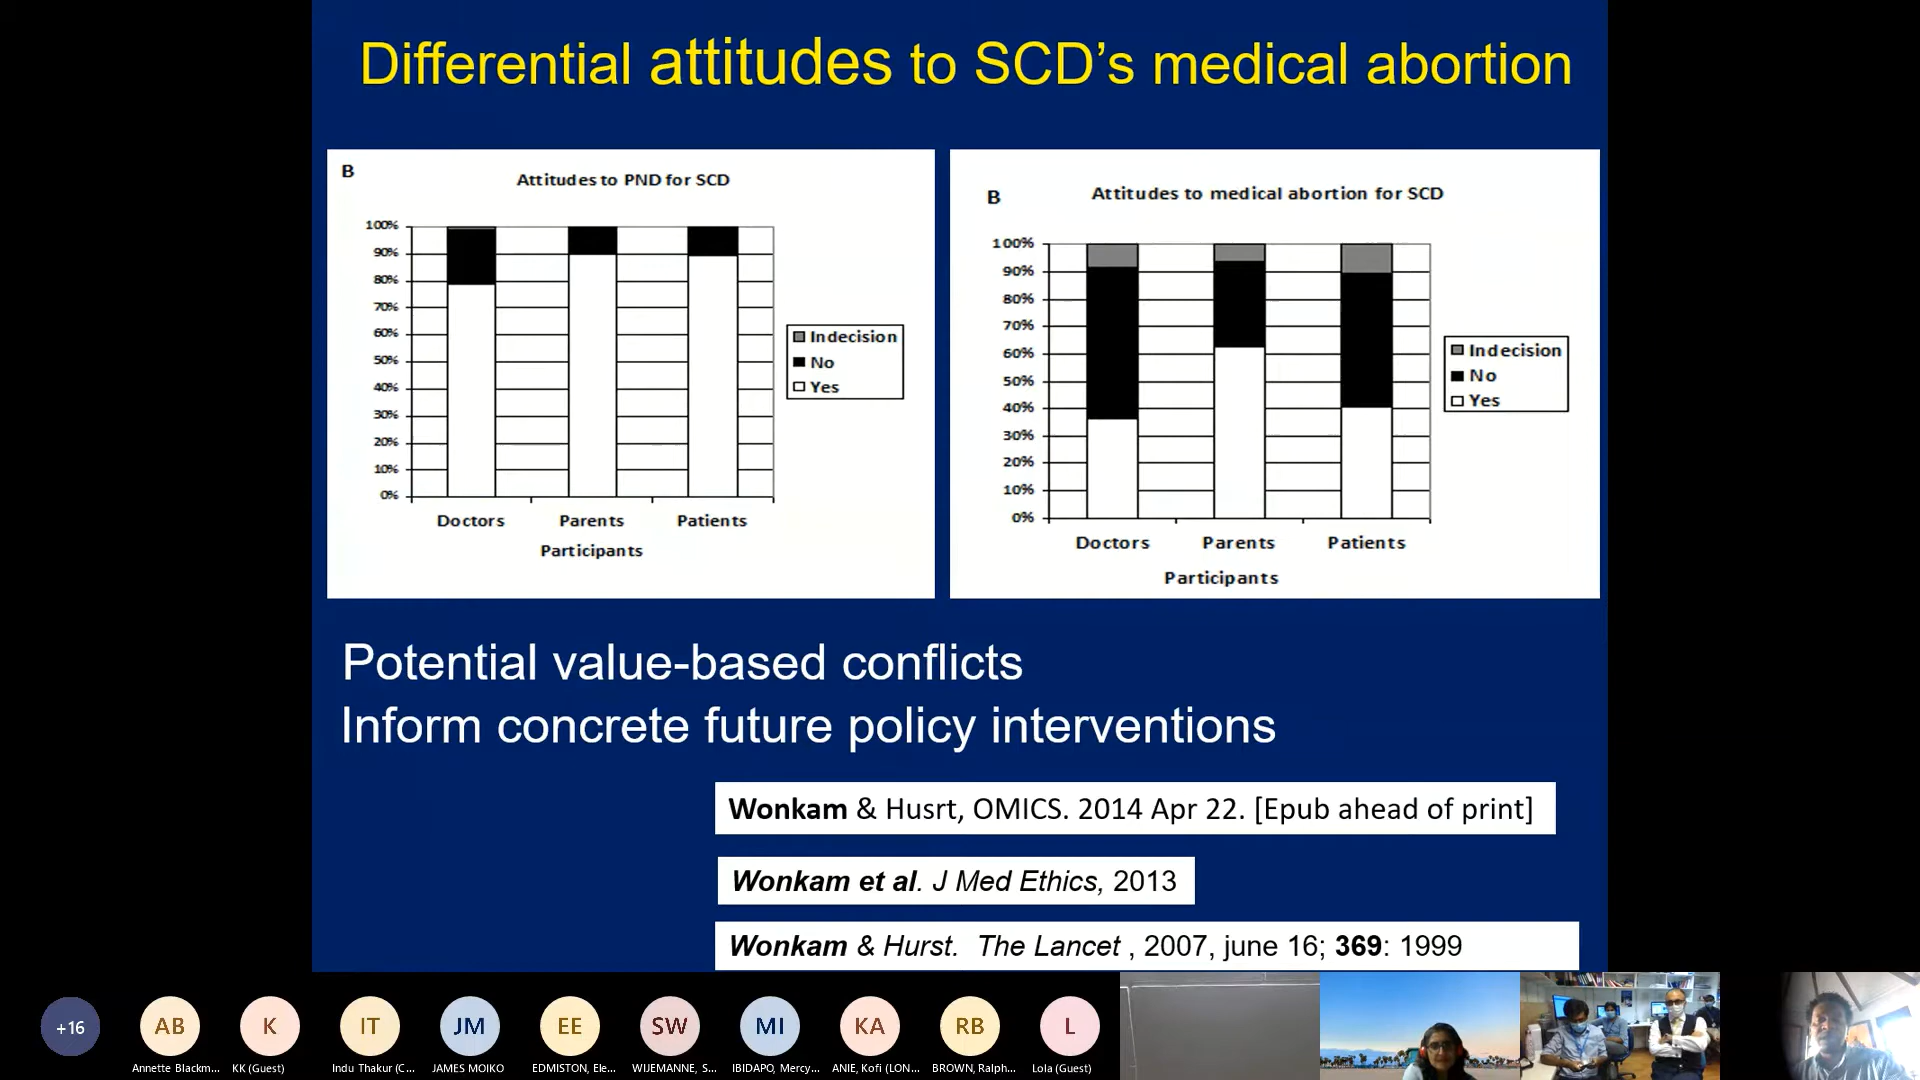 Differential attitudes to SCD's medical abortion
B
Attitudes to PND for SCD
100%
90%
80%
70%
60%
50%
40%
30%
20%
10%
0%
Indecision
No
Yes
Doctors Parents Patients
Participants
B
Attitudes to medical abortion for SCD
100%
90%
80%
70%
60%
50%
40%
30%
20%
10%
0%
Indecision
No
Yes
Doctors Parents Patients
Participants
Potential value-based conflicts
Inform concrete future policy interventions
Wonkam & Husrt, OMICS. 2014 Apr 22. [Epub ahead of print]
Wonkam et al. J Med Ethics, 2013
Wonkam & Hurst. The Lancet , 2007, june 16; 369: 1999
+16 AB K IT JM EE SW MI KA RB L
Annette Blackm... KK (Guest) Indu Thakur (C... JAMES MOIKO EDMISTON, Ele... WIJEMANNE, S... IBIDAPO, Mercy... ANIE, Kofi (LON... BROWN, Ralph... Lola (Guest)